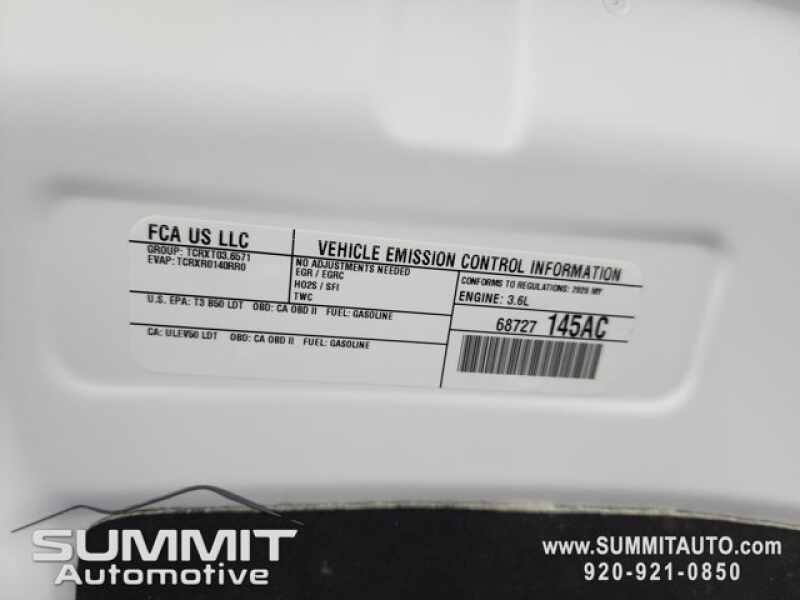 FCA US LLC
VEHICLE EMISSION CONTROL INFORMATION
GROUP: TCRXT03.6571
EVAP: TCRXR0140RR0
NO ADJUSTMENTS NEEDED
EGR / EGRC
HO2S / SFI
TWC
CONFORMS TO REGULATIONS: MY
ENGINE: 3.6L
U.S. EPA: T3 B50 LDT OBD: CA OBD II FUEL: GASOLINE
68727 145AC
CA: ULEV50 LDT OBD: CA OBD II FUEL: GASOLINE
SUMMIT
Automotive
www.SUMMITAUTO.com
920-921-0850